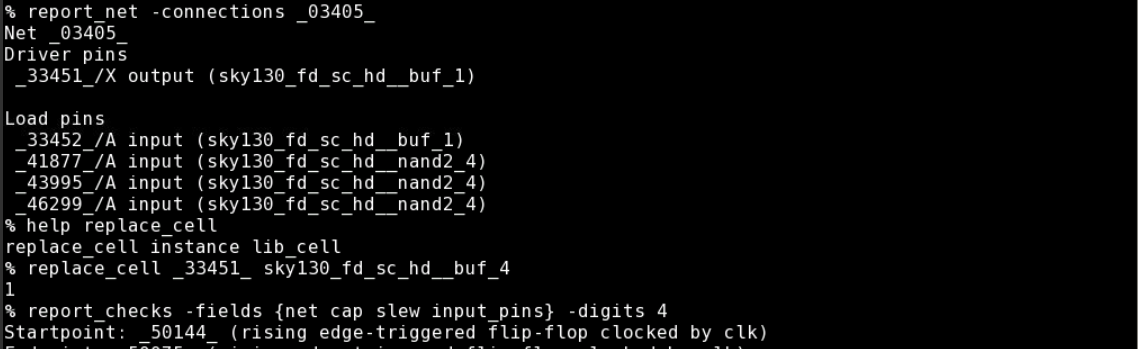 % report_net -connections _03405_
Net _03405_
Driver pins
 _33451_/X output (sky130_fd_sc_hd__buf_1)

Load pins
 _33452_/A input (sky130_fd_sc_hd__buf_1)
 _41877_/A input (sky130_fd_sc_hd__nand2_4)
 _43995_/A input (sky130_fd_sc_hd__nand2_4)
 _46299_/A input (sky130_fd_sc_hd__nand2_4)
% help replace_cell
replace_cell instance lib_cell
% replace_cell _33451_ sky130_fd_sc_hd__buf_4
1
% report_checks -fields {net cap slew input_pins} -digits 4
Startpoint: _50144_ (rising edge-triggered flip-flop clocked by clk)